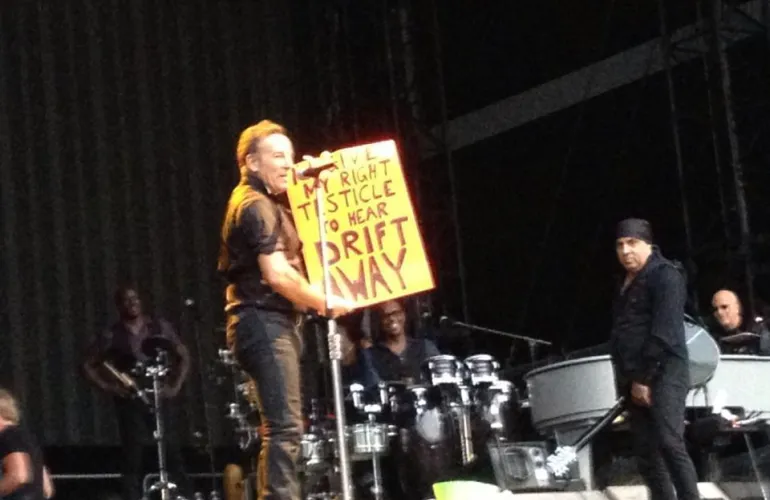 GIVE
MY RIGHT
TESTICLE
TO HEAR
DRIFT
AWAY